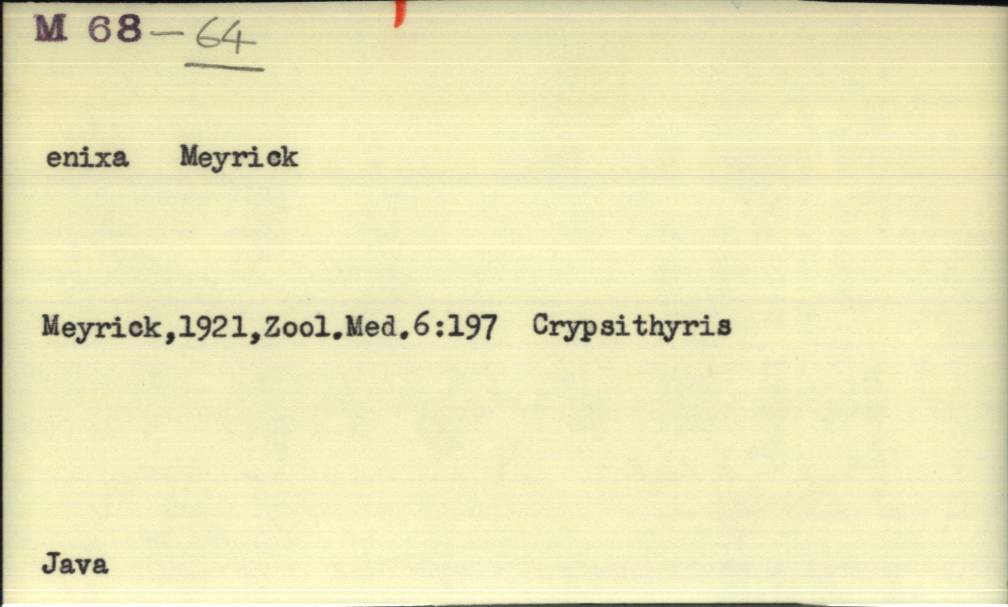 M 68-64
enixa Meyrick
Meyrick,1921,Zool.Med.6:197 Crypsithyris
Java